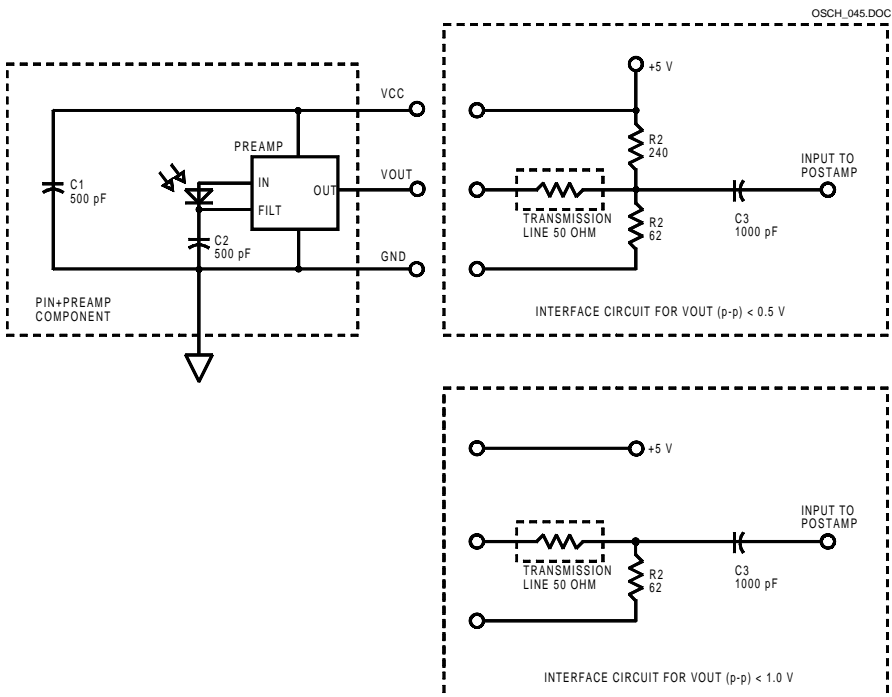 OSCH_045.DOC
VCC
PREAMP
IN
OUT
FILT
C1
500 pF
C2
500 pF
VOUT
GND
PIN+PREAMP
COMPONENT
+5 V
R2
240
TRANSMISSION
LINE 50 OHM
R2
62
C3
1000 pF
INPUT TO
POSTAMP
INTERFACE CIRCUIT FOR VOUT (p-p) < 0.5 V
+5 V
TRANSMISSION
LINE 50 OHM
R2
62
C3
1000 pF
INPUT TO
POSTAMP
INTERFACE CIRCUIT FOR VOUT (p-p) < 1.0 V